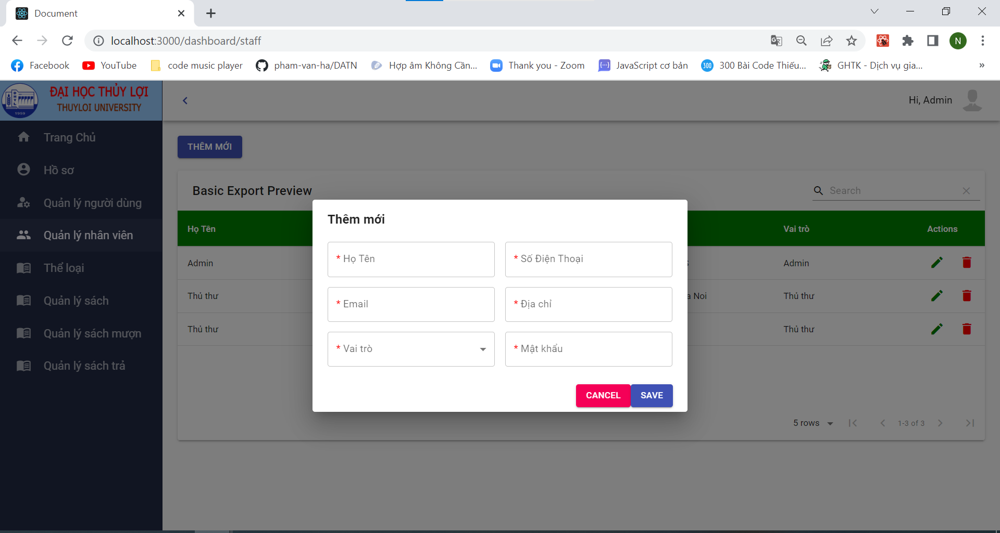 Document
localhost:3000/dashboard/staff
N
Facebook
YouTube
code music player
pham-van-ha/DATN
Hợp âm Không Cần...
Thank you - Zoom
JavaScript cơ bản
300
300 Bài Code Thiếu...
GHTK - Dịch vụ gia...
»
ĐẠI HỌC THỦY LỢI
THUYLOI UNIVERSITY
1959
Hi, Admin
Trang Chủ
Hồ sơ
Quản lý người dùng
Quản lý nhân viên
Thể loại
Quản lý sách
Quản lý sách mượn
Quản lý sách trả
THÊM MỚI
Basic Export Preview
Search
Họ Tên
Vai trò
Actions
Admin
Admin
Thủ thư
a Noi
Thủ thư
Thủ thư
Thủ thư
Thêm mới
* Họ Tên
* Số Điện Thoại
* Email
* Địa chỉ
* Vai trò
* Mật khẩu
CANCEL
SAVE
5 rows
1-3 of 3